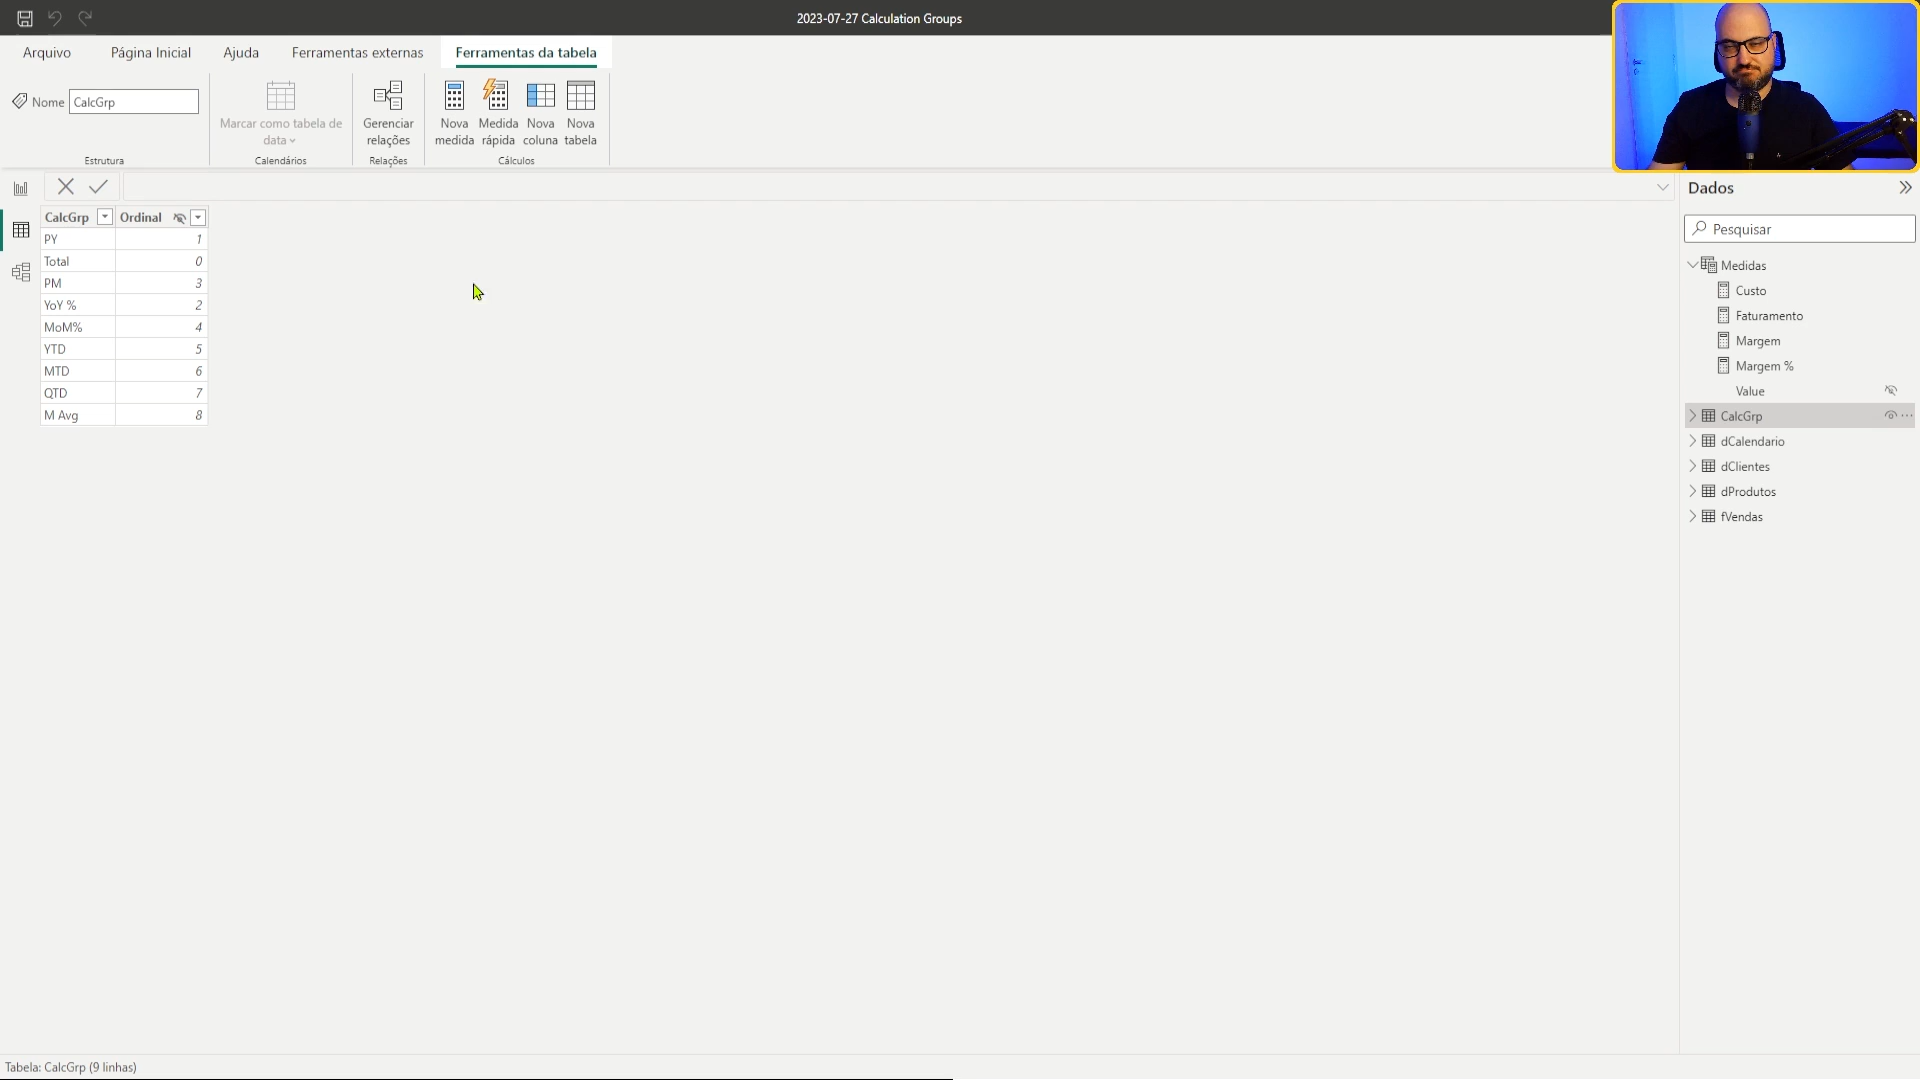 2023-07-27 Calculation Groups
Arquivo
Página Inicial
Ajuda
Ferramentas externas
Ferramentas da tabela
Nome
CalcGrp
Estrutura
Marcar como tabela de
data
Calendários
Gerenciar
relações
Relações
Nova
medida
Medida
rápida
Nova
coluna
Nova
tabela
Cálculos
CalcGrp Ordinal
PY 1
Total 0
PM 3
YoY % 2
MoM% 4
YTD 5
MTD 6
QTD 7
M Avg 8
Dados
Pesquisar
Medidas
Custo
Faturamento
Margem
Margem %
Value
CalcGrp
dCalendario
dClientes
dProdutos
fVendas
Tabela: CalcGrp (9 linhas)